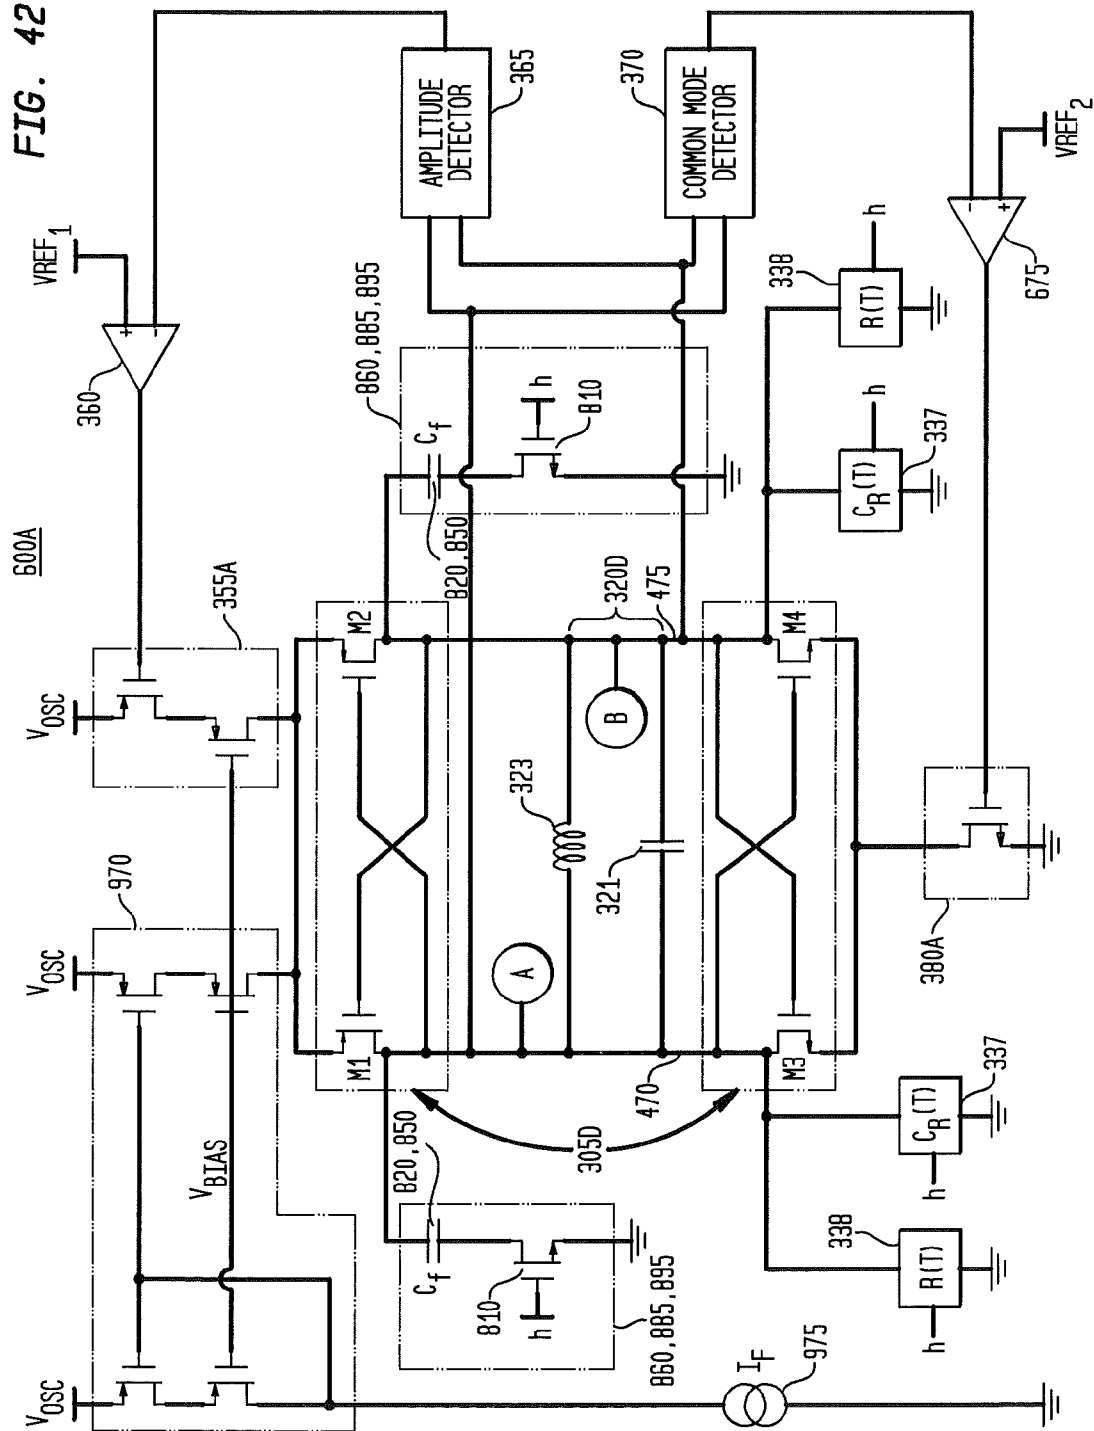 FIG. 42
600A
VREF1
360
VOSC
355A
VOSC
970
VOSC
VBIAS
AMPLITUDE
DETECTOR
365
COMMON MODE
DETECTOR
370
860, 885, 895
Cf
h
810
820, 850
M2
M1
820, 850
Cf
810
h
860, 885, 895
305D
A
B
323
321
320D
475
470
M4
M3
338
R(T)
h
CR(T)
h
337
VREF2
675
380A
CR(T)
337
h
338
R(T)
h
IF
975
+
-
-
+